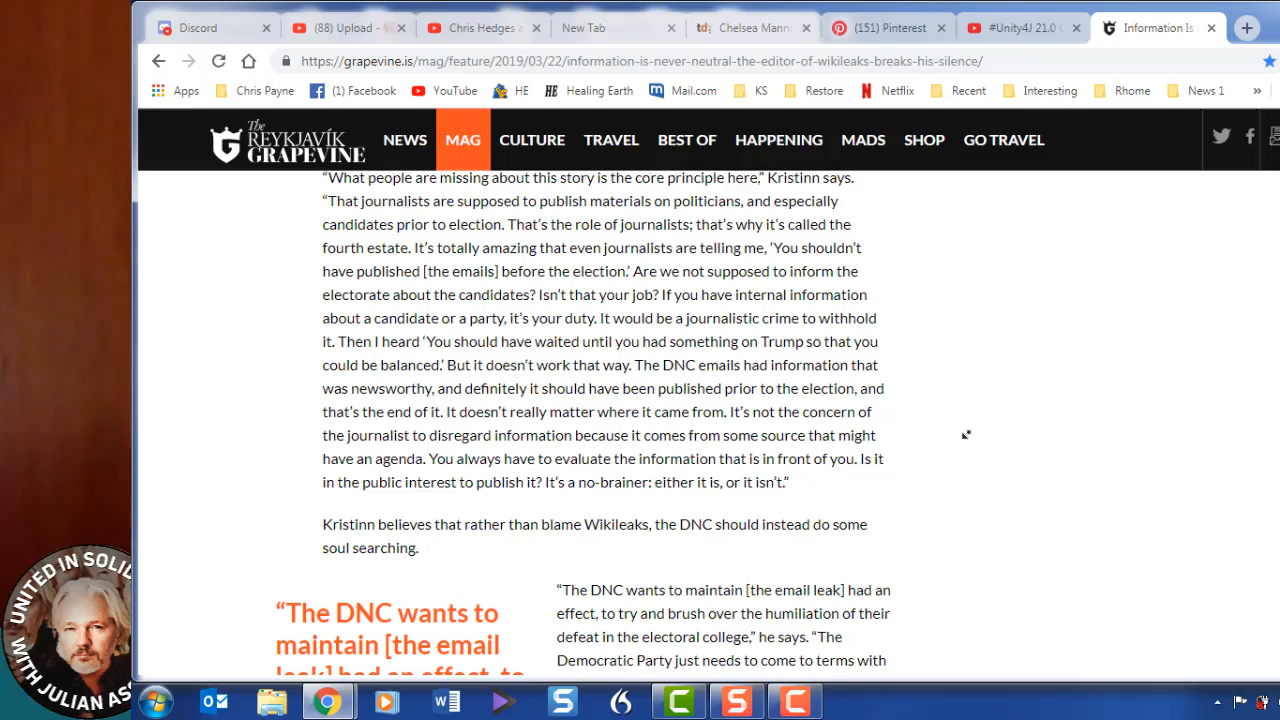 Discord
(88) Upload -
Chris Hedges a
New Tab
td
Chelsea Mann
(151) Pinterest
#Unity4J 21.0
Information Is
https://grapevine.is/mag/feature/2019/03/22/information-is-never-neutral-the-editor-of-wikileaks-breaks-his-silence/
Apps
Chris Payne
(1) Facebook
YouTube
HE
HE Healing Earth
Mail.com
KS
Restore
Netflix
Recent
Interesting
Rhome
News 1
»
The
REYKJAVÍK
GRAPEVINE
NEWS MAG CULTURE TRAVEL BEST OF HAPPENING MADS SHOP GO TRAVEL
“What people are missing about this story is the core principle here,” Kristinn says.
“That journalists are supposed to publish materials on politicians, and especially
candidates prior to election. That’s the role of journalists; that’s why it’s called the
fourth estate. It’s totally amazing that even journalists are telling me, ‘You shouldn’t
have published [the emails] before the election.’ Are we not supposed to inform the
electorate about the candidates? Isn’t that your job? If you have internal information
about a candidate or a party, it’s your duty. It would be a journalistic crime to withhold
it. Then I heard ‘You should have waited until you had something on Trump so that you
could be balanced.’ But it doesn’t work that way. The DNC emails had information that
was newsworthy, and definitely it should have been published prior to the election, and
that’s the end of it. It doesn’t really matter where it came from. It’s not the concern of
the journalist to disregard information because it comes from some source that might
have an agenda. You always have to evaluate the information that is in front of you. Is it
in the public interest to publish it? It’s a no-brainer: either it is, or it isn’t.”
Kristinn believes that rather than blame Wikileaks, the DNC should instead do some
soul searching.
“The DNC wants to
maintain [the email
leak] had an effect, to
“The DNC wants to maintain [the email leak] had an
effect, to try and brush over the humiliation of their
defeat in the electoral college,” he says. “The
Democratic Party just needs to come to terms with
UNITED IN SOLID
WITH JULIAN ASS